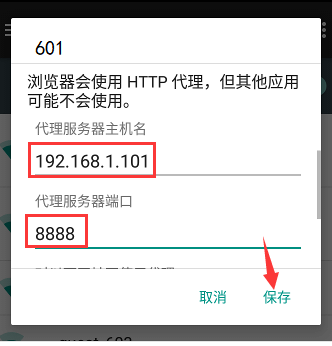 601
浏览器会使用 HTTP 代理，但其他应用
可能不会使用。
代理服务器主机名
192.168.1.101
代理服务器端口
8888
取消
保存
guest-602